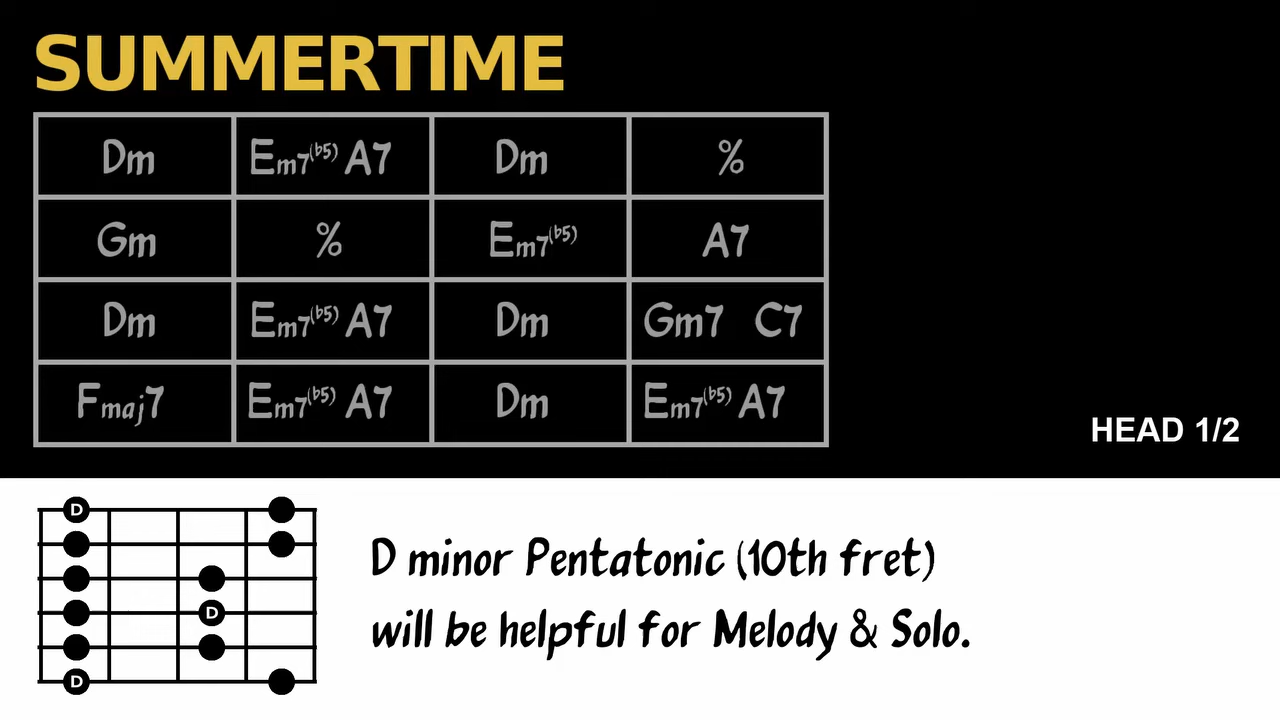 SUMMERTIME
Dm Em7(b5) A7 Dm %
Gm % Em7(b5) A7
Dm Em7(b5) A7 Dm Gm7 C7
Fmaj7 Em7(b5) A7 Dm Em7(b5) A7
HEAD 1/2
D
D
D
D minor Pentatonic (10th fret)
will be helpful for Melody & Solo.